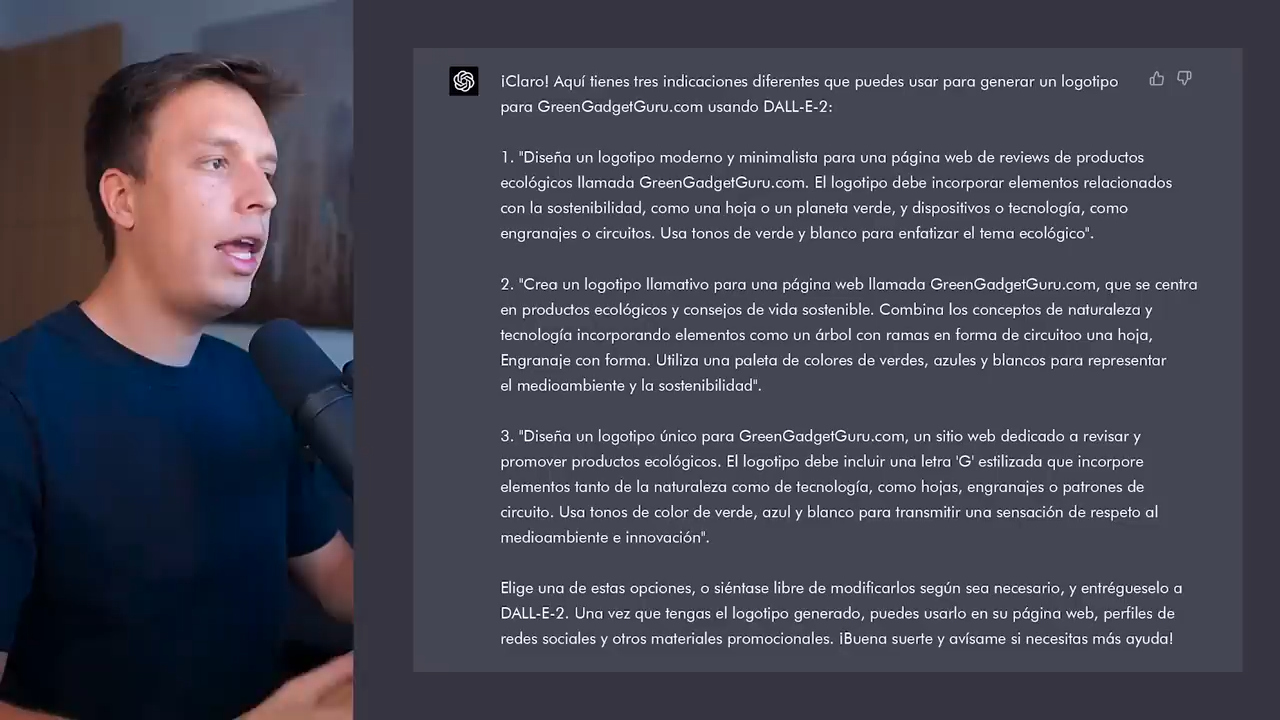 ¡Claro! Aquí tienes tres indicaciones diferentes que puedes usar para generar un logotipo
para GreenGadgetGuru.com usando DALL-E-2:
1. "Diseña un logotipo moderno y minimalista para una página web de reviews de productos
ecológicos llamada GreenGadgetGuru.com. El logotipo debe incorporar elementos relacionados
con la sostenibilidad, como una hoja o un planeta verde, y dispositivos o tecnología, como
engranajes o circuitos. Usa tonos de verde y blanco para enfatizar el tema ecológico".
2. "Crea un logotipo llamativo para una página web llamada GreenGadgetGuru.com, que se centra
en productos ecológicos y consejos de vida sostenible. Combina los conceptos de naturaleza y
tecnología incorporando elementos como un árbol con ramas en forma de circuitoo una hoja,
Engranaje con forma. Utiliza una paleta de colores de verdes, azules y blancos para representar
el medioambiente y la sostenibilidad".
3. "Diseña un logotipo único para GreenGadgetGuru.com, un sitio web dedicado a revisar y
promover productos ecológicos. El logotipo debe incluir una letra 'G' estilizada que incorpore
elementos tanto de la naturaleza como de tecnología, como hojas, engranajes o patrones de
circuito. Usa tonos de color de verde, azul y blanco para transmitir una sensación de respeto al
medioambiente e innovación".
Elige una de estas opciones, o siéntase libre de modificarlos según sea necesario, y entrégueselo a
DALL-E-2. Una vez que tengas el logotipo generado, puedes usarlo en su página web, perfiles de
redes sociales y otros materiales promocionales. ¡Buena suerte y avísame si necesitas más ayuda!